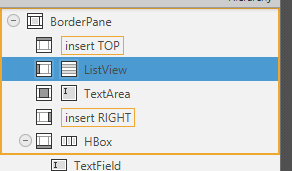 Hierarchy
BorderPane
insert TOP
ListView
TextArea
insert RIGHT
HBox
TextField